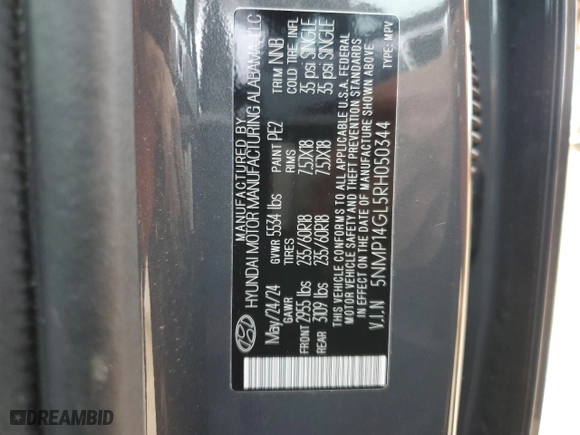 MANUFACTURED BY
HYUNDAI MOTOR MANUFACTURING ALABAMA, LLC
May/24/24 PAINT PE2 TRIM NNB
GVWR 5534 lbs
GAWR TIRES RIMS COLD TIRE INFL
FRONT 2955 lbs 235/60R18 7.5JX18 35 psi SINGLE
REAR 3109 lbs 235/60R18 7.5JX18 35 psi SINGLE
THIS VEHICLE CONFORMS TO ALL APPLICABLE U.S.A. FEDERAL
MOTOR VEHICLE SAFETY AND THEFT PREVENTION STANDARDS
IN EFFECT ON THE DATE OF MANUFACTURE SHOWN ABOVE
V.I.N 5NMP14GL5RH050344 TYPE: MPV
DREAMBID